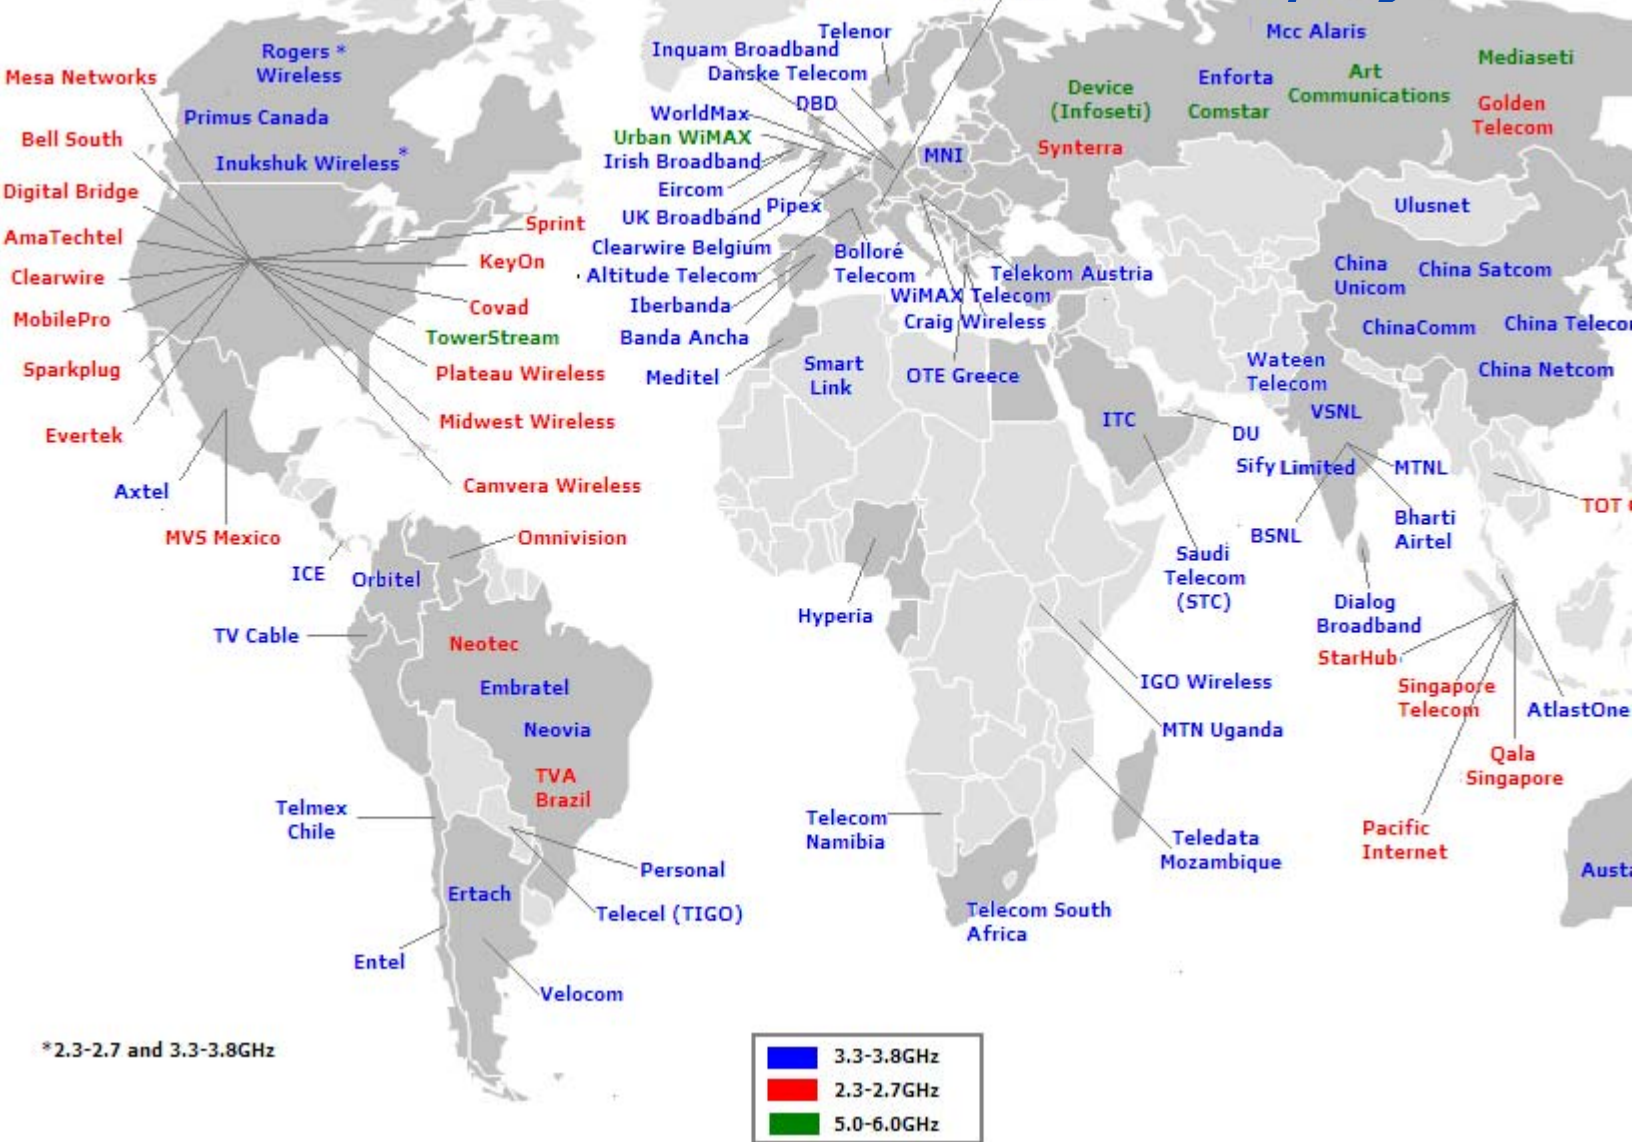 Rogers *
Wireless
Mesa Networks
Primus Canada
Bell South
Inukshuk Wireless*
Digital Bridge
AmaTechtel
Clearwire
MobilePro
Sparkplug
Evertek
Sprint
KeyOn
Covad
TowerStream
Plateau Wireless
Midwest Wireless
Camvera Wireless
Axtel
MVS Mexico
Omnivision
ICE
Orbitel
TV Cable
Neotec
Embratel
Neovia
TVA
Brazil
Telmex
Chile
Personal
Ertach
Telecel (TIGO)
Entel
Velocom
Telenor
Inquam Broadband
Danske Telecom
DBD
WorldMax
Urban WiMAX
Irish Broadband
Eircom
Pipex
UK Broadband
Clearwire Belgium
Altitude Telecom
Iberbanda
Banda Ancha
Meditel
MNI
Bolloré
Telecom
Telekom Austria
WiMAX Telecom
Craig Wireless
Smart
Link
OTE Greece
Hyperia
ITC
DU
Saudi
Telecom
(STC)
IGO Wireless
MTN Uganda
Telecom
Namibia
Teledata
Mozambique
Telecom South
Africa
Mcc Alaris
Mediaseti
Enforta
Art
Communications
Device
(Infoseti)
Comstar
Golden
Telecom
Synterra
Ulusnet
China
Unicom
China Satcom
ChinaComm
China
China Netcom
Wateen
Telecom
VSNL
Sify Limited
MTNL
BSNL
Bharti
Airtel
TOT
Dialog
Broadband
StarHub
Singapore
Telecom
AtlastOne
Qala
Singapore
Pacific
Internet
*2.3-2.7 and 3.3-3.8GHz
3.3-3.8GHz
2.3-2.7GHz
5.0-6.0GHz